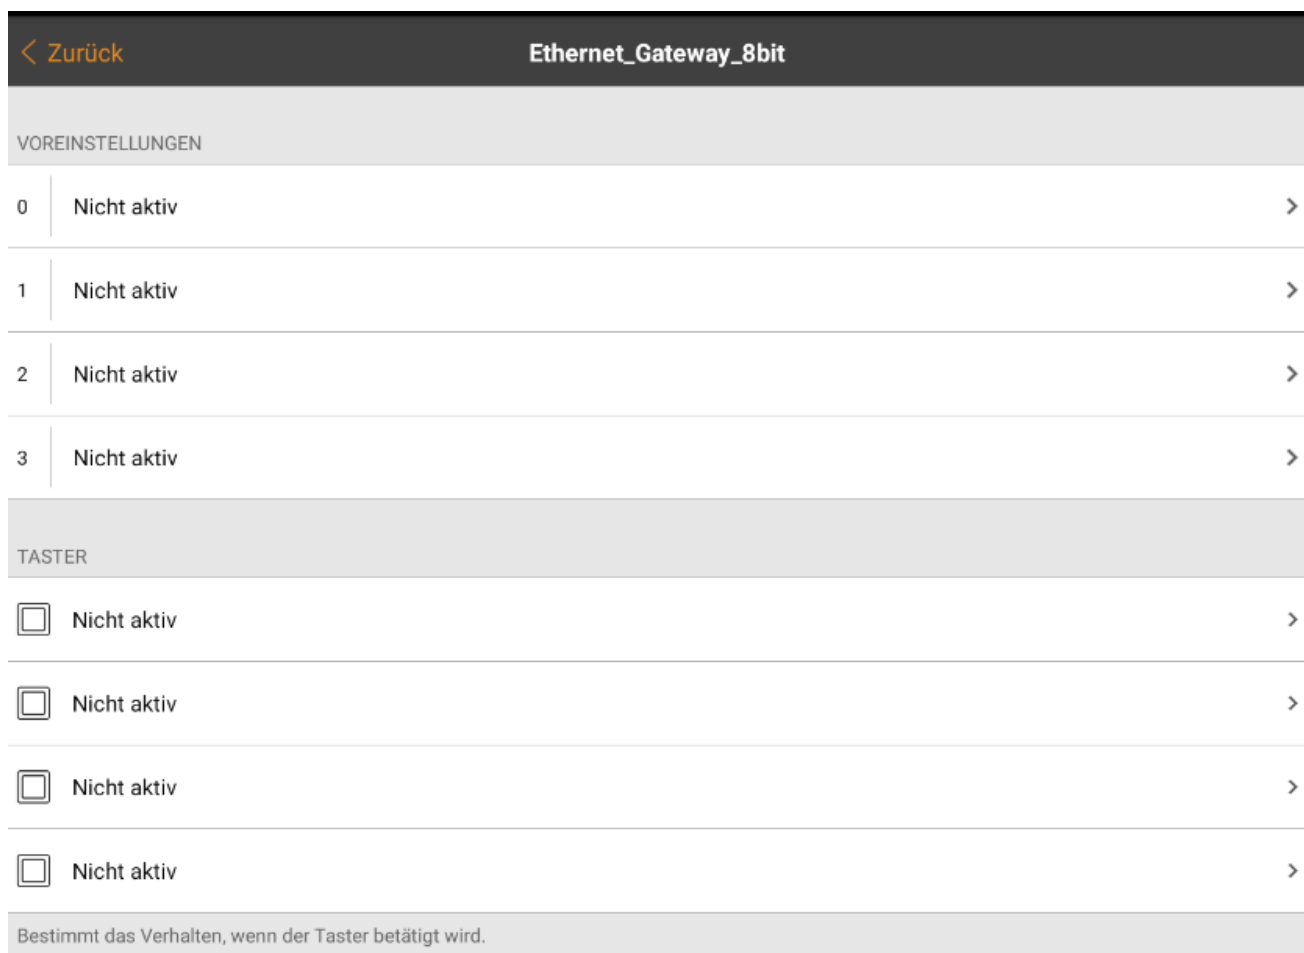 Zurück
Ethernet_Gateway_8bit
VOREINSTELLUNGEN
0 Nicht aktiv
1 Nicht aktiv
2 Nicht aktiv
3 Nicht aktiv
TASTER
Nicht aktiv
Nicht aktiv
Nicht aktiv
Nicht aktiv
Bestimmt das Verhalten, wenn der Taster betätigt wird.